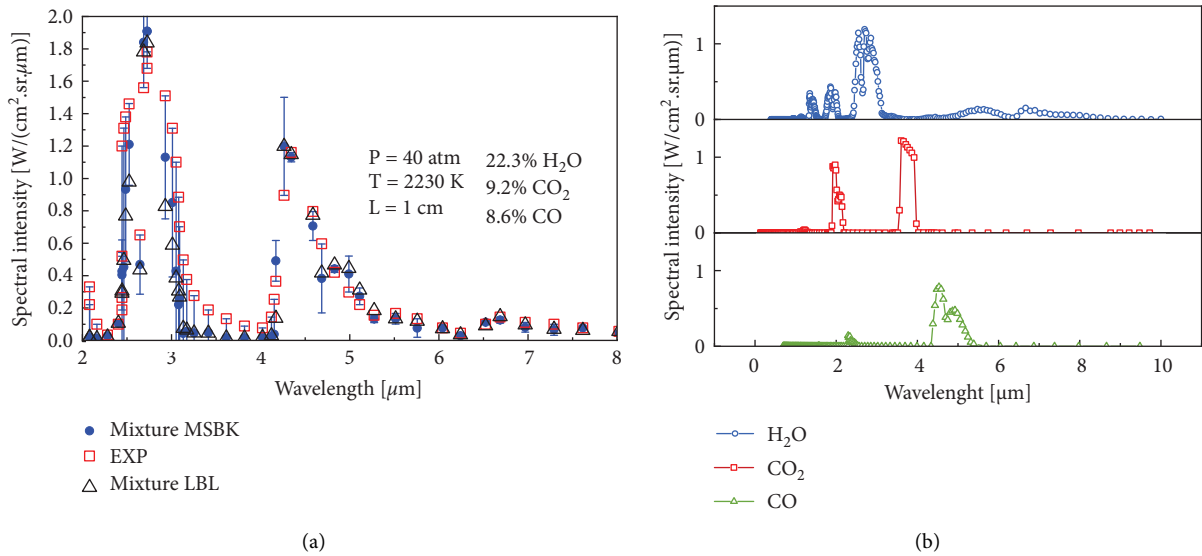 Spectral intensity [W/(cm².sr.μm)]
2.0
1.8
1.6
1.4
1.2
1.0
0.8
0.6
0.4
0.2
0.0
P = 40 atm
T = 2230 K
L = 1 cm
22.3% H₂O
9.2% CO₂
8.6% CO
2 3 4 5 6 7 8
Wavelength [μm]
Mixture MSBK
EXP
Mixture LBL
(a)
Spectral intensity [W/cm².sr.μm)]
1
0
1
0
1
0
0 2 4 6 8 10
Wavelenght [μm]
H₂O
CO₂
CO
(b)